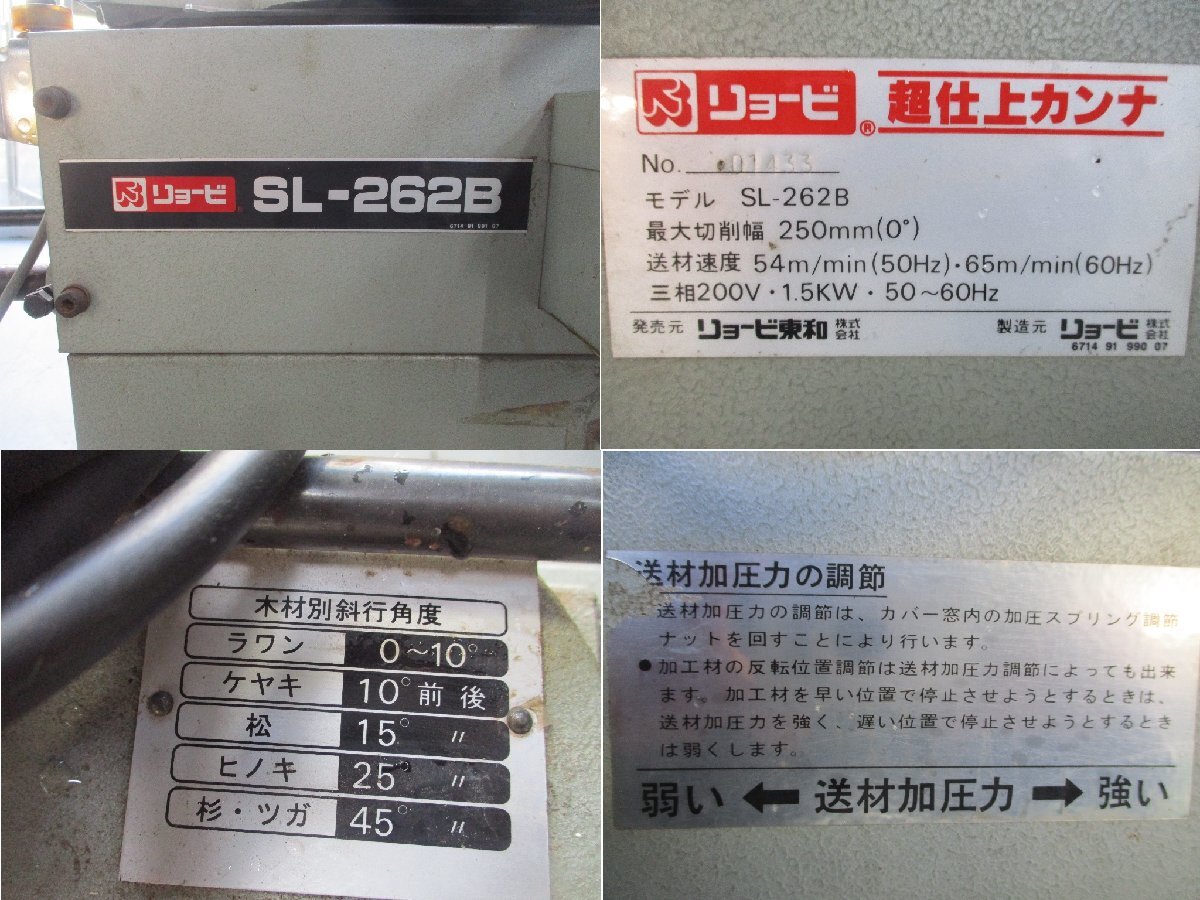 リョービ® SL-262B
6714 91 990 07
リョービ® 超仕上カンナ
No. 01433
モデル SL-262B
最大切削幅 250mm(0°)
送材速度 54m/min(50Hz)・65m/min(60Hz)
三相200V・1.5KW・50～60Hz
発売元 リョービ東和 株式会社 製造元 リョービ 株式会社
6714 91 990 07
木材別斜行角度
ラワン 0～10°
ケヤキ 10°前後
松 15° 〃
ヒノキ 25° 〃
杉・ツガ 45° 〃
送材加圧力の調節
送材加圧力の調節は、カバー窓内の加圧スプリング調節
ナットを回すことにより行います。
●加工材の反転位置調節は送材加圧力調節によっても出来
ます。加工材を早い位置で停止させようとするときは、
送材加圧力を強く、遅い位置で停止させようとするとき
は弱くします。
弱い ← 送材加圧力 → 強い